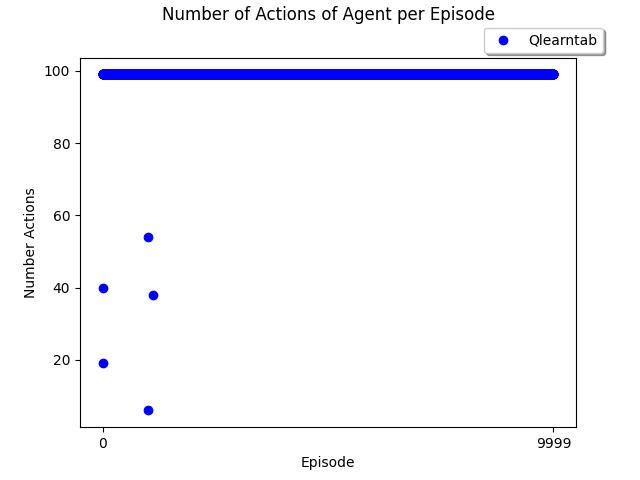 Number of Actions of Agent per Episode
Qlearntab
100
80
60
40
20
Number Actions
0
9999
Episode